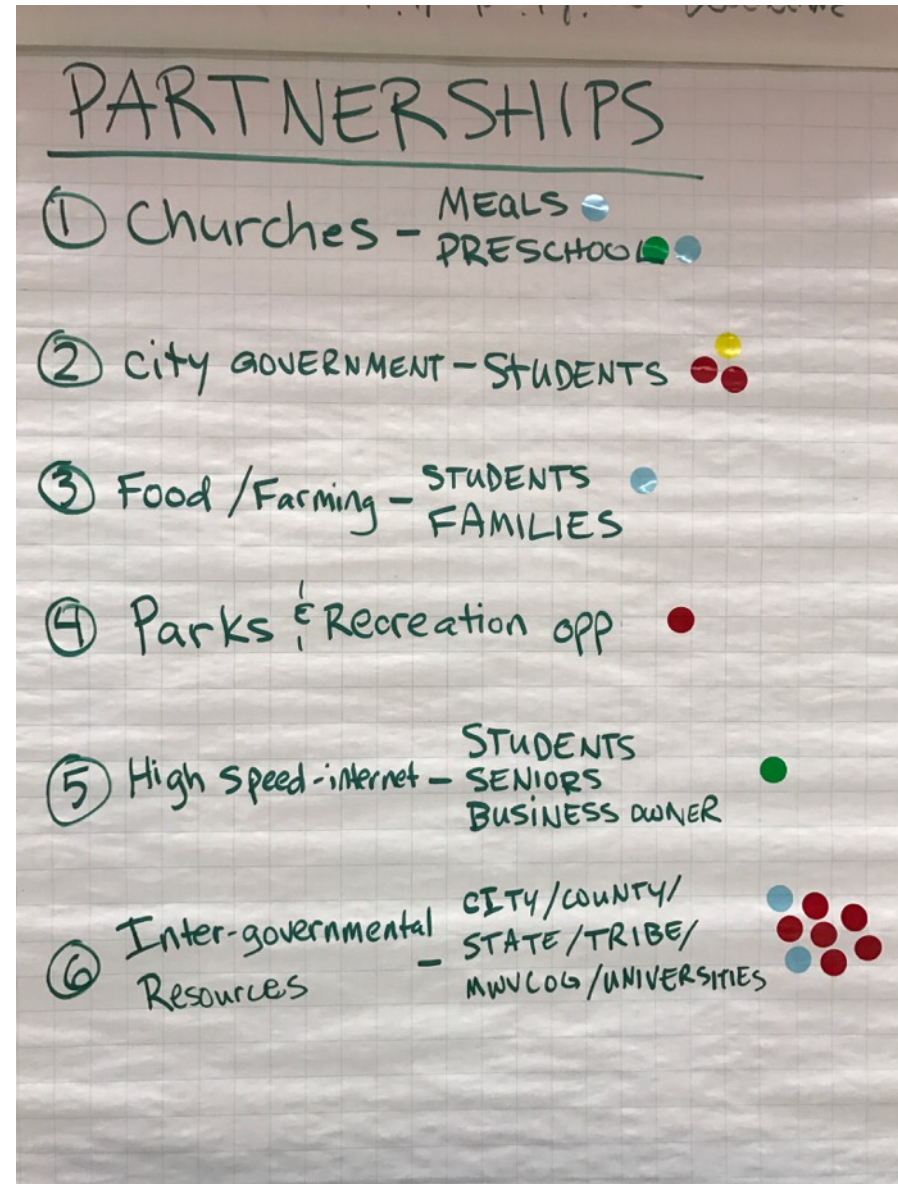 PARTNERSHIPS
① Churches - MEALS
PRESCHOOL
② City GOVERNMENT - STUDENTS
③ Food / Farming - STUDENTS
FAMILIES
④ Parks & Recreation opp
⑤ High Speed-internet - STUDENTS
SENIORS
BUSINESS OWNER
⑥ Inter-governmental Resources - CITY/COUNTY/
STATE/TRIBE/
MWVCOG/UNIVERSITIES